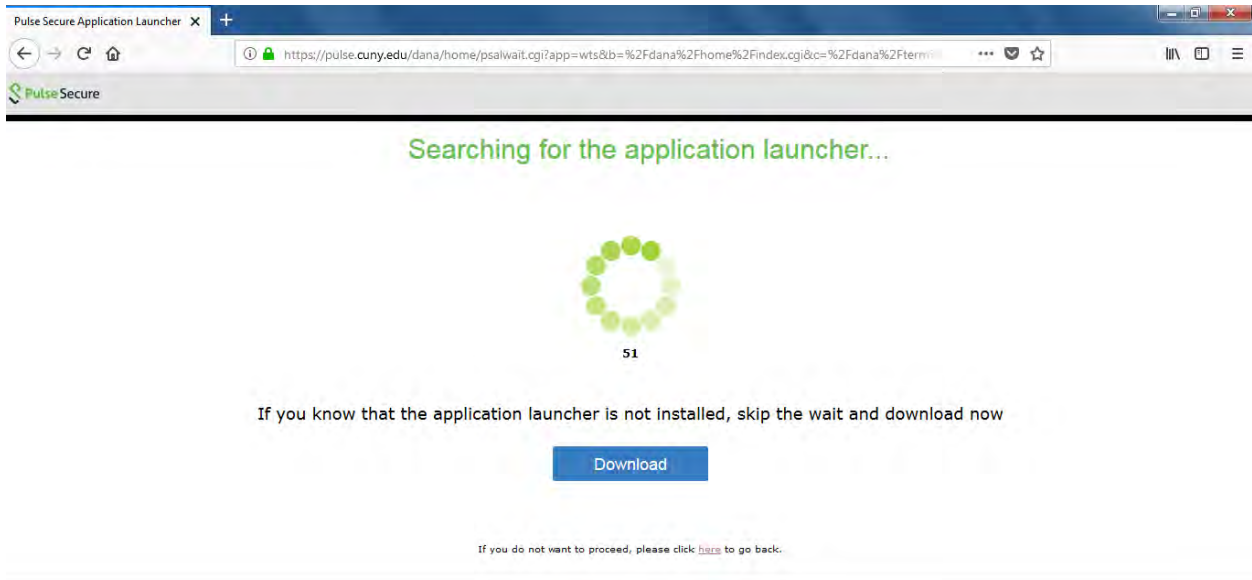 Pulse Secure Application Launcher
https://pulse.cuny.edu/dana/home/psalwait.cgi?app=wts&b=%2Fdana%2Fhome%2Findex.cgi&c=%2Fdana%2Fterm
Pulse Secure
Searching for the application launcher...
51
If you know that the application launcher is not installed, skip the wait and download now
Download
If you do not want to proceed, please click here to go back.